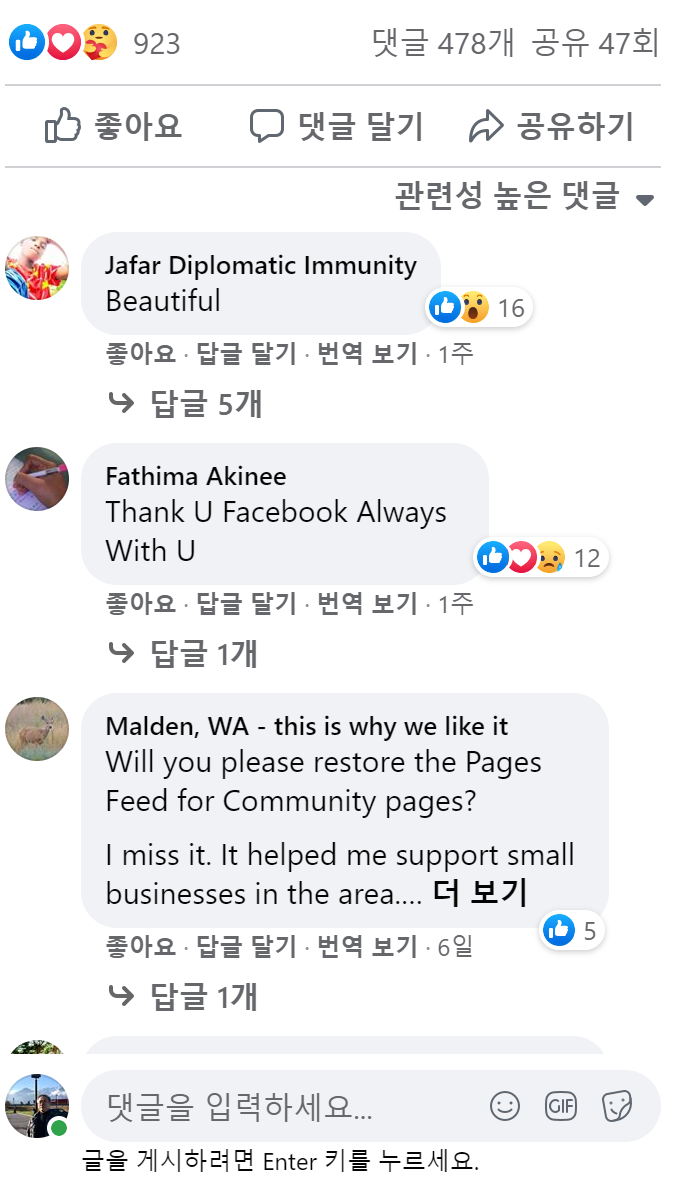 923
댓글 478개 공유 47회
좋아요 댓글 달기 공유하기
관련성 높은 댓글
Jafar Diplomatic Immunity
Beautiful
16
좋아요 · 답글 달기 · 번역 보기 · 1주
답글 5개
Fathima Akinee
Thank U Facebook Always
With U
12
좋아요 · 답글 달기 · 번역 보기 · 1주
답글 1개
Malden, WA - this is why we like it
Will you please restore the Pages
Feed for Community pages?
I miss it. It helped me support small
businesses in the area.... 더 보기
5
좋아요 · 답글 달기 · 번역 보기 · 6일
답글 1개
댓글을 입력하세요...
GIF
글을 게시하려면 Enter 키를 누르세요.